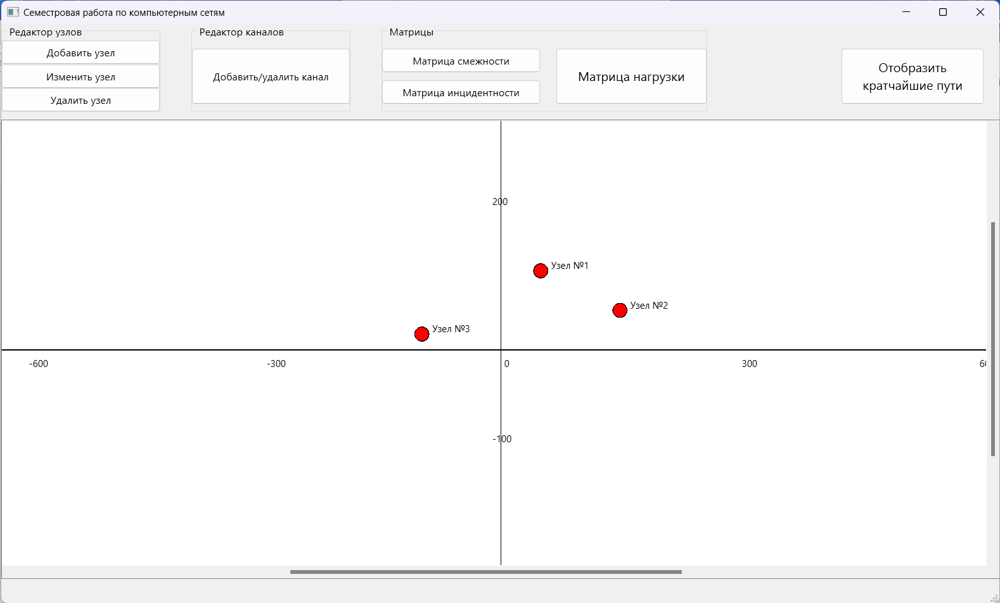 Семестровая работа по компьютерным сетям
Редактор узлов
Добавить узел
Изменить узел
Удалить узел
Редактор каналов
Добавить/удалить канал
Матрицы
Матрица смежности
Матрица инцидентности
Матрица нагрузки
Отобразить
кратчайшие пути
200
Узел №1
Узел №2
Узел №3
-600
-300
0
300
-100